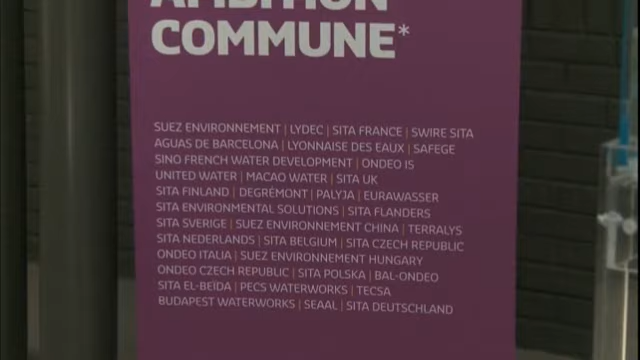 AMBITION
COMMUNE*
SUEZ ENVIRONNEMENT | LYDEC | SITA FRANCE | SWIRE SITA
AGUAS DE BARCELONA | LYONNAISE DES EAUX | SAFEGE
SINO FRENCH WATER DEVELOPMENT | ONDEO IS
UNITED WATER | MACAO WATER | SITA UK
SITA FINLAND | DEGRÉMONT | PALYJA | EURAWASSER
SITA ENVIRONMENTAL SOLUTIONS | SITA FLANDERS
SITA SVERIGE | SUEZ ENVIRONNEMENT CHINA | TERRALYS
SITA NEDERLANDS | SITA BELGIUM | SITA CZECH REPUBLIC
ONDEO ITALIA | SUEZ ENVIRONNEMENT HUNGARY
ONDEO CZECH REPUBLIC | SITA POLSKA | BAL-ONDEO
SITA EL-BEÏDA | PECS WATERWORKS | TECSA
BUDAPEST WATERWORKS | SEAAL | SITA DEUTSCHLAND